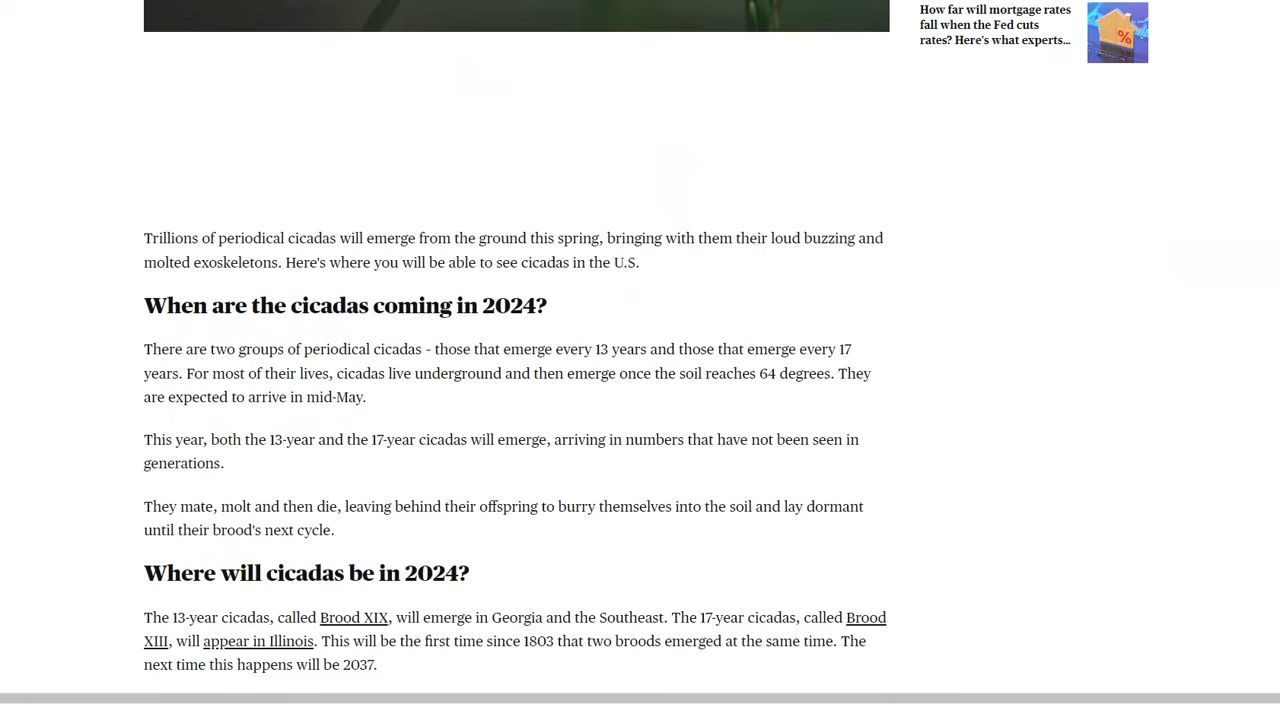 How far will mortgage rates
fall when the Fed cuts
rates? Here's what experts...
%
Trillions of periodical cicadas will emerge from the ground this spring, bringing with them their loud buzzing and
molted exoskeletons. Here's where you will be able to see cicadas in the U.S.
When are the cicadas coming in 2024?
There are two groups of periodical cicadas - those that emerge every 13 years and those that emerge every 17
years. For most of their lives, cicadas live underground and then emerge once the soil reaches 64 degrees. They
are expected to arrive in mid-May.
This year, both the 13-year and the 17-year cicadas will emerge, arriving in numbers that have not been seen in
generations.
They mate, molt and then die, leaving behind their offspring to burry themselves into the soil and lay dormant
until their brood's next cycle.
Where will cicadas be in 2024?
The 13-year cicadas, called Brood XIX, will emerge in Georgia and the Southeast. The 17-year cicadas, called Brood
XIII, will appear in Illinois. This will be the first time since 1803 that two broods emerged at the same time. The
next time this happens will be 2037.